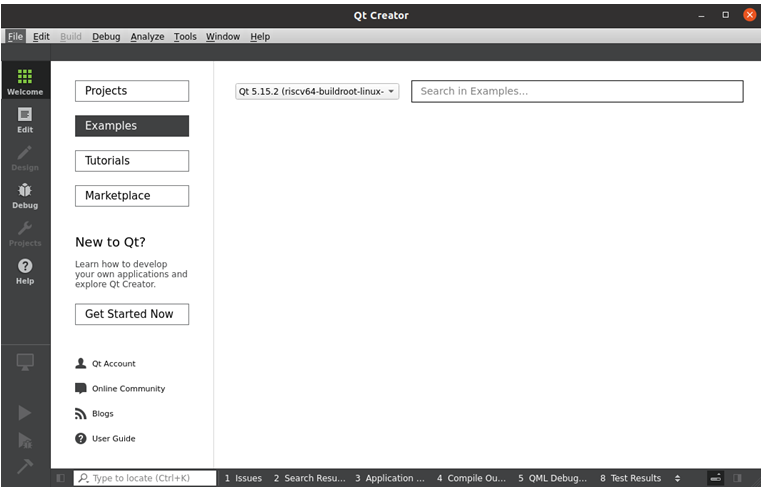 Qt Creator
File Edit Build Debug Analyze Tools Window Help
Welcome
Edit
Design
Debug
Projects
Help
Projects
Examples
Tutorials
Marketplace
New to Qt?
Learn how to develop
your own applications and
explore Qt Creator.
Get Started Now
Qt Account
Online Community
Blogs
User Guide
Qt 5.15.2 (riscv64-buildroot-linux-
Search in Examples...
Type to locate (Ctrl+K)
1 Issues 2 Search Resu... 3 Application ... 4 Compile Ou... 5 QML Debug... 8 Test Results